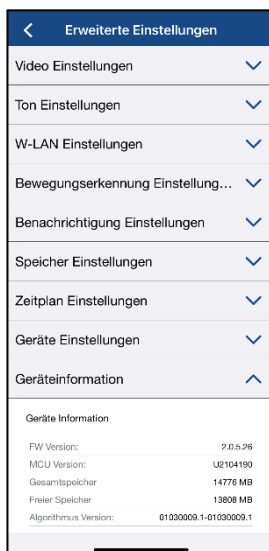 Erweiterte Einstellungen
Video Einstellungen
Ton Einstellungen
W-LAN Einstellungen
Bewegungserkennung Einstellung...
Benachrichtigung Einstellungen
Speicher Einstellungen
Zeitplan Einstellungen
Geräte Einstellungen
Geräteinformation
Geräte Information
FW Version: 2.0.5.26
MCU Version: U2104190
Gesamtspeicher 14776 MB
Freier Speicher 13808 MB
Algorithmus Version: 01030009.1-01030009.1